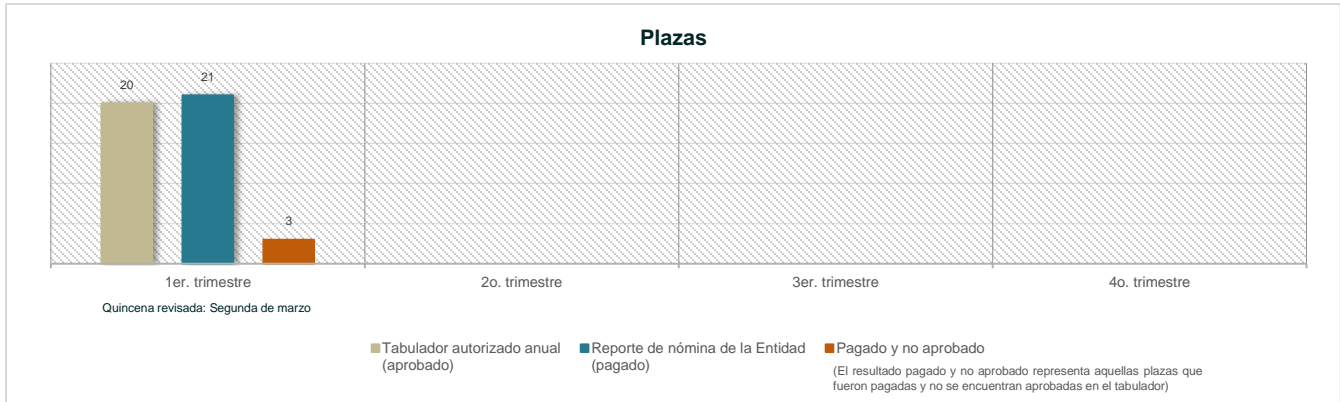 Plazas
20
21
3
1er. trimestre
2o. trimestre
3er. trimestre
4o. trimestre
Quincena revisada: Segunda de marzo
Tabulador autorizado anual
(aprobado)
Reporte de nómina de la Entidad
(pagado)
Pagado y no aprobado
(El resultado pagado y no aprobado representa aquellas plazas que
fueron pagadas y no se encuentran aprobadas en el tabulador)